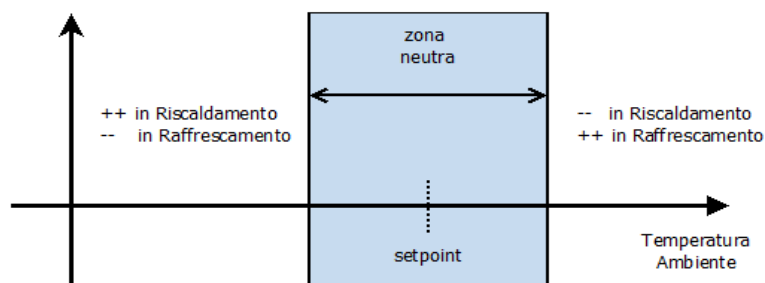 zona
neutra
++ in Riscaldamento
-- in Raffrescamento
-- in Riscaldamento
++ in Raffrescamento
setpoint
Temperatura
Ambiente